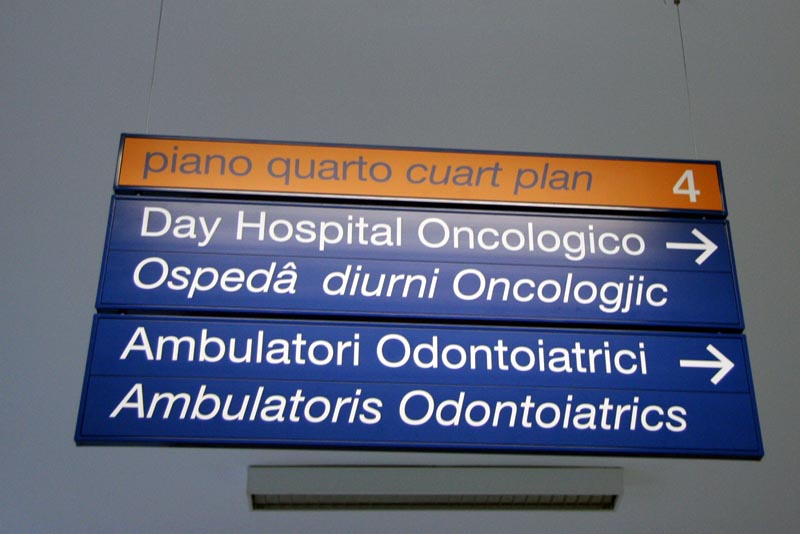 piano quarto cuart plan 4
Day Hospital Oncologico →
Ospedâ diurni Oncologjic
Ambulatori Odontoiatrici →
Ambulatoris Odontoiatrics